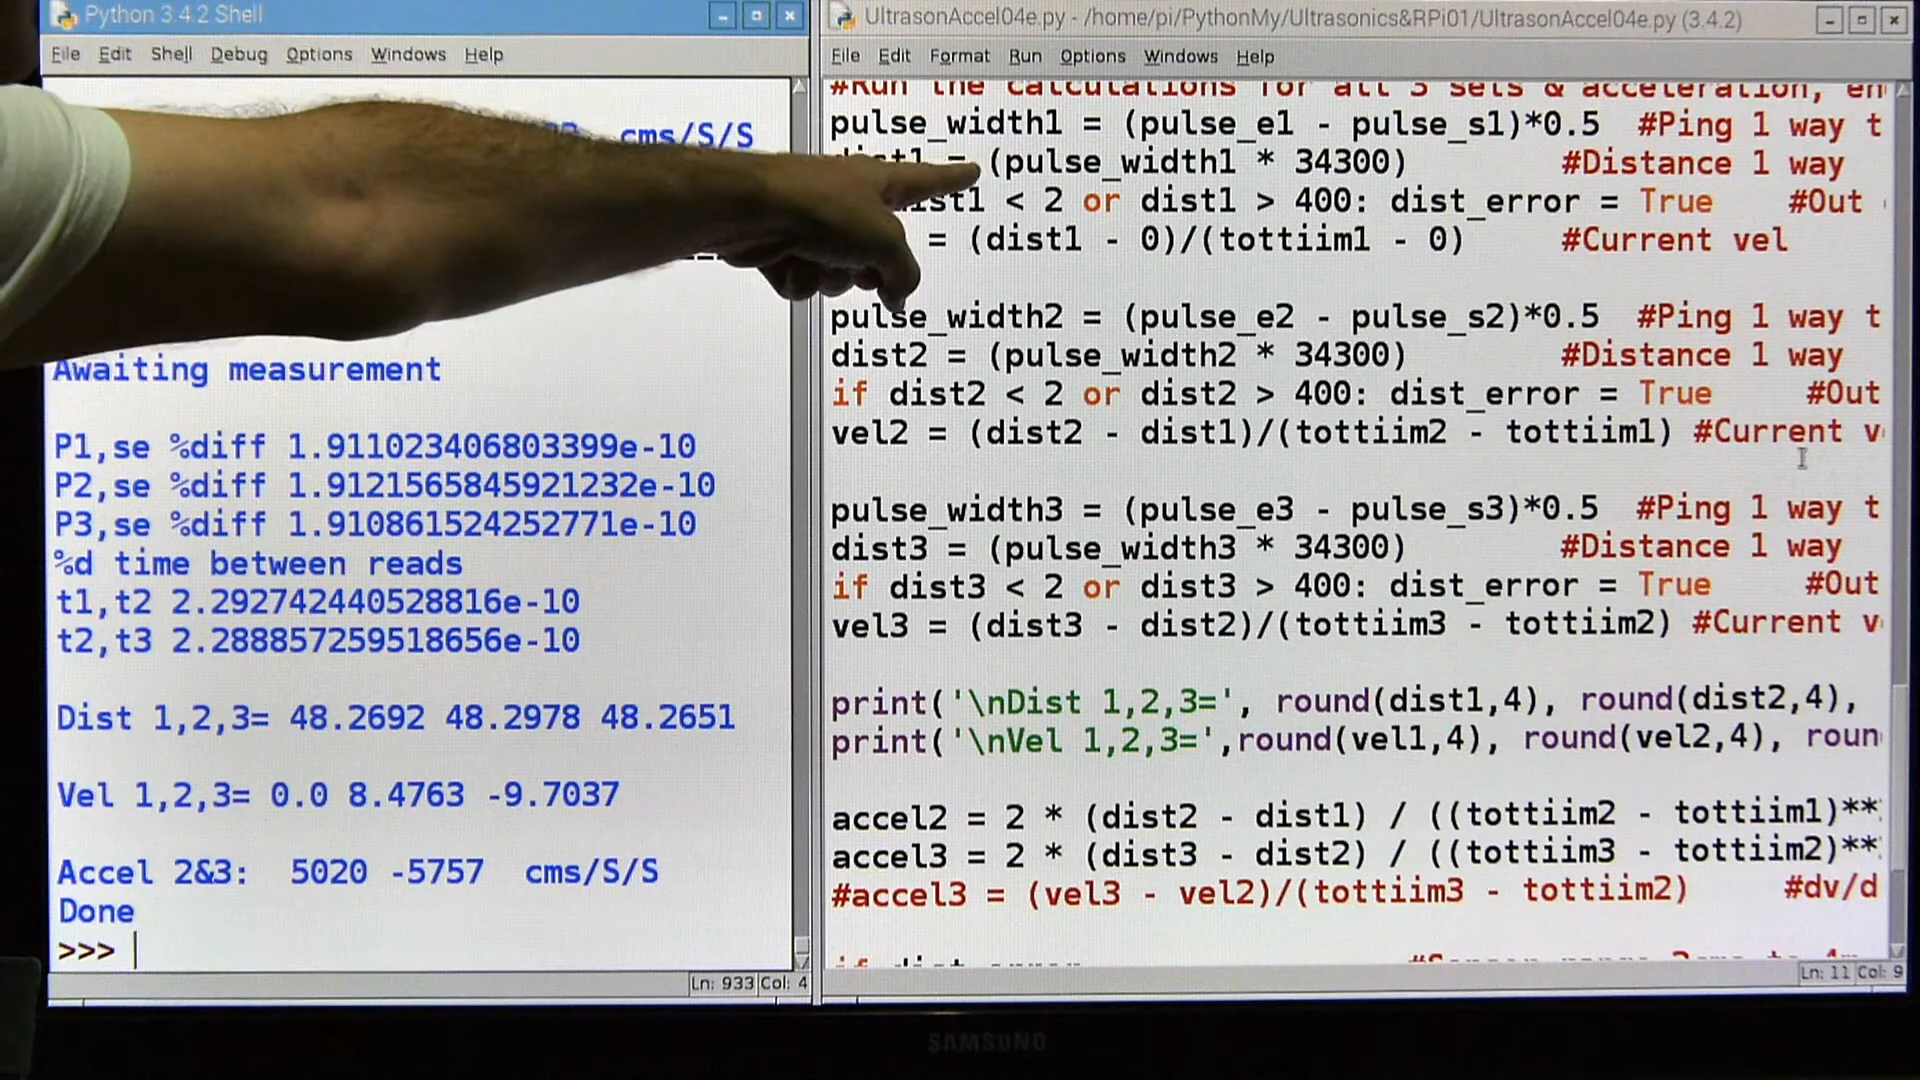 Python 3.4.2 Shell
File Edit Shell Debug Options Windows Help
cms/S/S
Awaiting measurement
P1,se %diff 1.911023406803399e-10
P2,se %diff 1.9121565845921232e-10
P3,se %diff 1.910861524252771e-10
%d time between reads
t1,t2 2.292742440528816e-10
t2,t3 2.288857259518656e-10
Dist 1,2,3= 48.2692 48.2978 48.2651
Vel 1,2,3= 0.0 8.4763 -9.7037
Accel 2&3: 5020 -5757 cms/S/S
Done
>>>
Ln: 933 Col: 4
UltrasonAccel04e.py - /home/pi/PythonMy/Ultrasonics&RPi01/UltrasonAccel04e.py (3.4.2)
File Edit Format Run Options Windows Help
#Run the calculations for all 3 sets & acceleration, en
pulse_width1 = (pulse_e1 - pulse_s1)*0.5 #Ping 1 way t
dist1 = (pulse_width1 * 34300) #Distance 1 way
dist1 < 2 or dist1 > 400: dist_error = True #Out
= (dist1 - 0)/(tottiim1 - 0) #Current vel
pulse_width2 = (pulse_e2 - pulse_s2)*0.5 #Ping 1 way t
dist2 = (pulse_width2 * 34300) #Distance 1 way
if dist2 < 2 or dist2 > 400: dist_error = True #Out
vel2 = (dist2 - dist1)/(tottiim2 - tottiim1) #Current v
pulse_width3 = (pulse_e3 - pulse_s3)*0.5 #Ping 1 way t
dist3 = (pulse_width3 * 34300) #Distance 1 way
if dist3 < 2 or dist3 > 400: dist_error = True #Out
vel3 = (dist3 - dist2)/(tottiim3 - tottiim2) #Current v
print('\nDist 1,2,3=', round(dist1,4), round(dist2,4),
print('\nVel 1,2,3=',round(vel1,4), round(vel2,4), roun
accel2 = 2 * (dist2 - dist1) / ((tottiim2 - tottiim1)**
accel3 = 2 * (dist3 - dist2) / ((tottiim3 - tottiim2)**
#accel3 = (vel3 - vel2)/(tottiim3 - tottiim2) #dv/d
Ln: 11 Col: 9
SAMSUNG